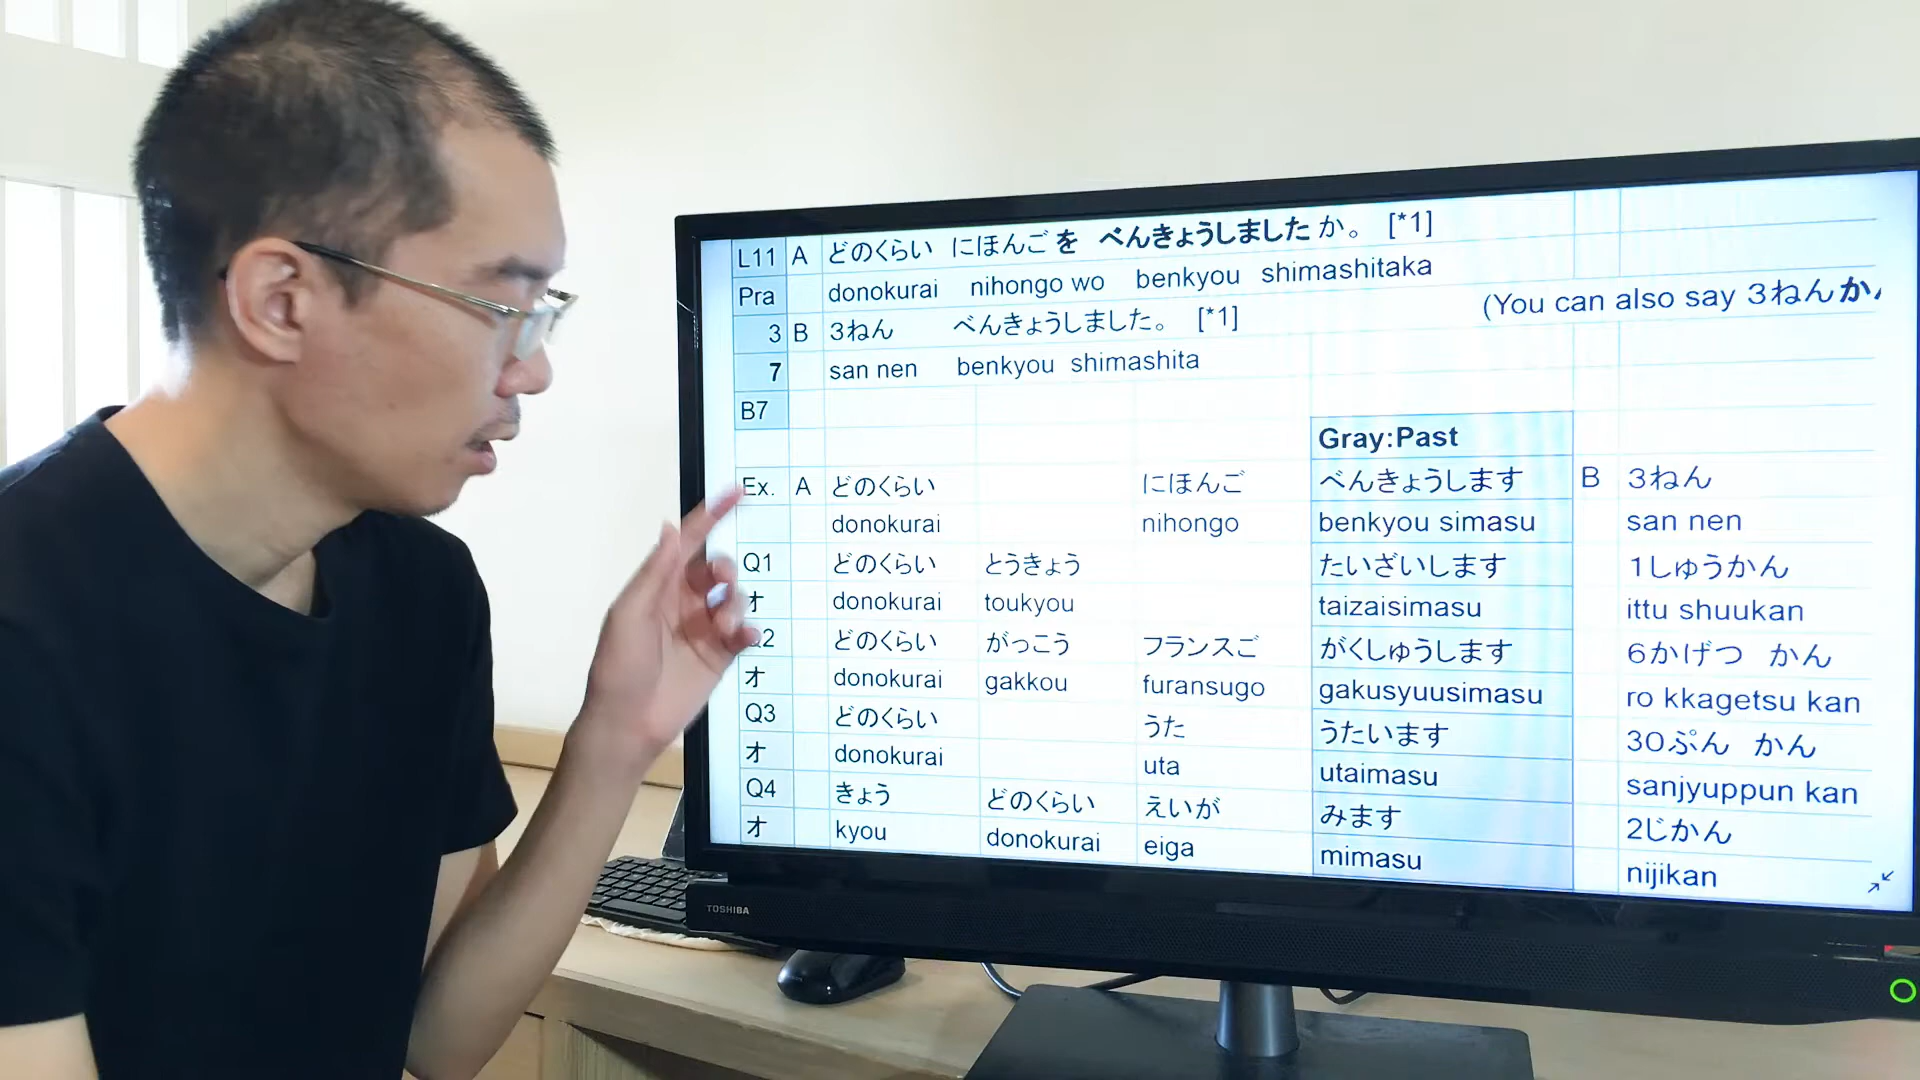 L11 A どのくらい にほんごを べんきょうしましたか。 [*1]
Pra donokurai nihongo wo benkyou shimashitaka
(You can also say 3ねんか
3 B 3ねん べんきょうしました。 [*1]
7 san nen benkyou shimashita
B7
Gray:Past
Ex. A どのくらい にほんご べんきょうします B 3ねん
donokurai nihongo benkyou simasu san nen
Q1 どのくらい とうきょう たいざいします 1しゅうかん
オ donokurai toukyou taizaisimasu ittu shuukan
Q2 どのくらい がっこう フランスご がくしゅうします 6かげつ かん
オ donokurai gakkou furansugo gakusyuusimasu ro kkagetsu kan
Q3 どのくらい うた うたいます 30ぷん かん
オ donokurai uta utaimasu sanjyuppun kan
Q4 きょう どのくらい えいが みます 2じかん
オ kyou donokurai eiga mimasu nijikan
TOSHIBA